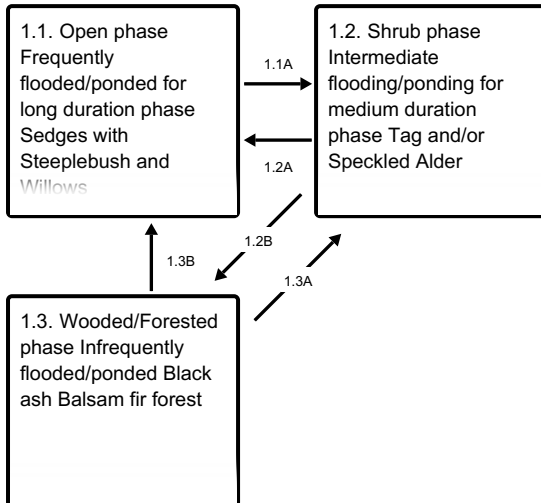 1.1. Open phase
Frequently
flooded/ponded for
long duration phase
Sedges with
Steeplebush and
Willows
1.1A
1.2. Shrub phase
Intermediate
flooding/ponding for
medium duration
phase Tag and/or
Speckled Alder
1.2A
1.2B
1.3B
1.3A
1.3. Wooded/Forested
phase Infrequently
flooded/ponded Black
ash Balsam fir forest